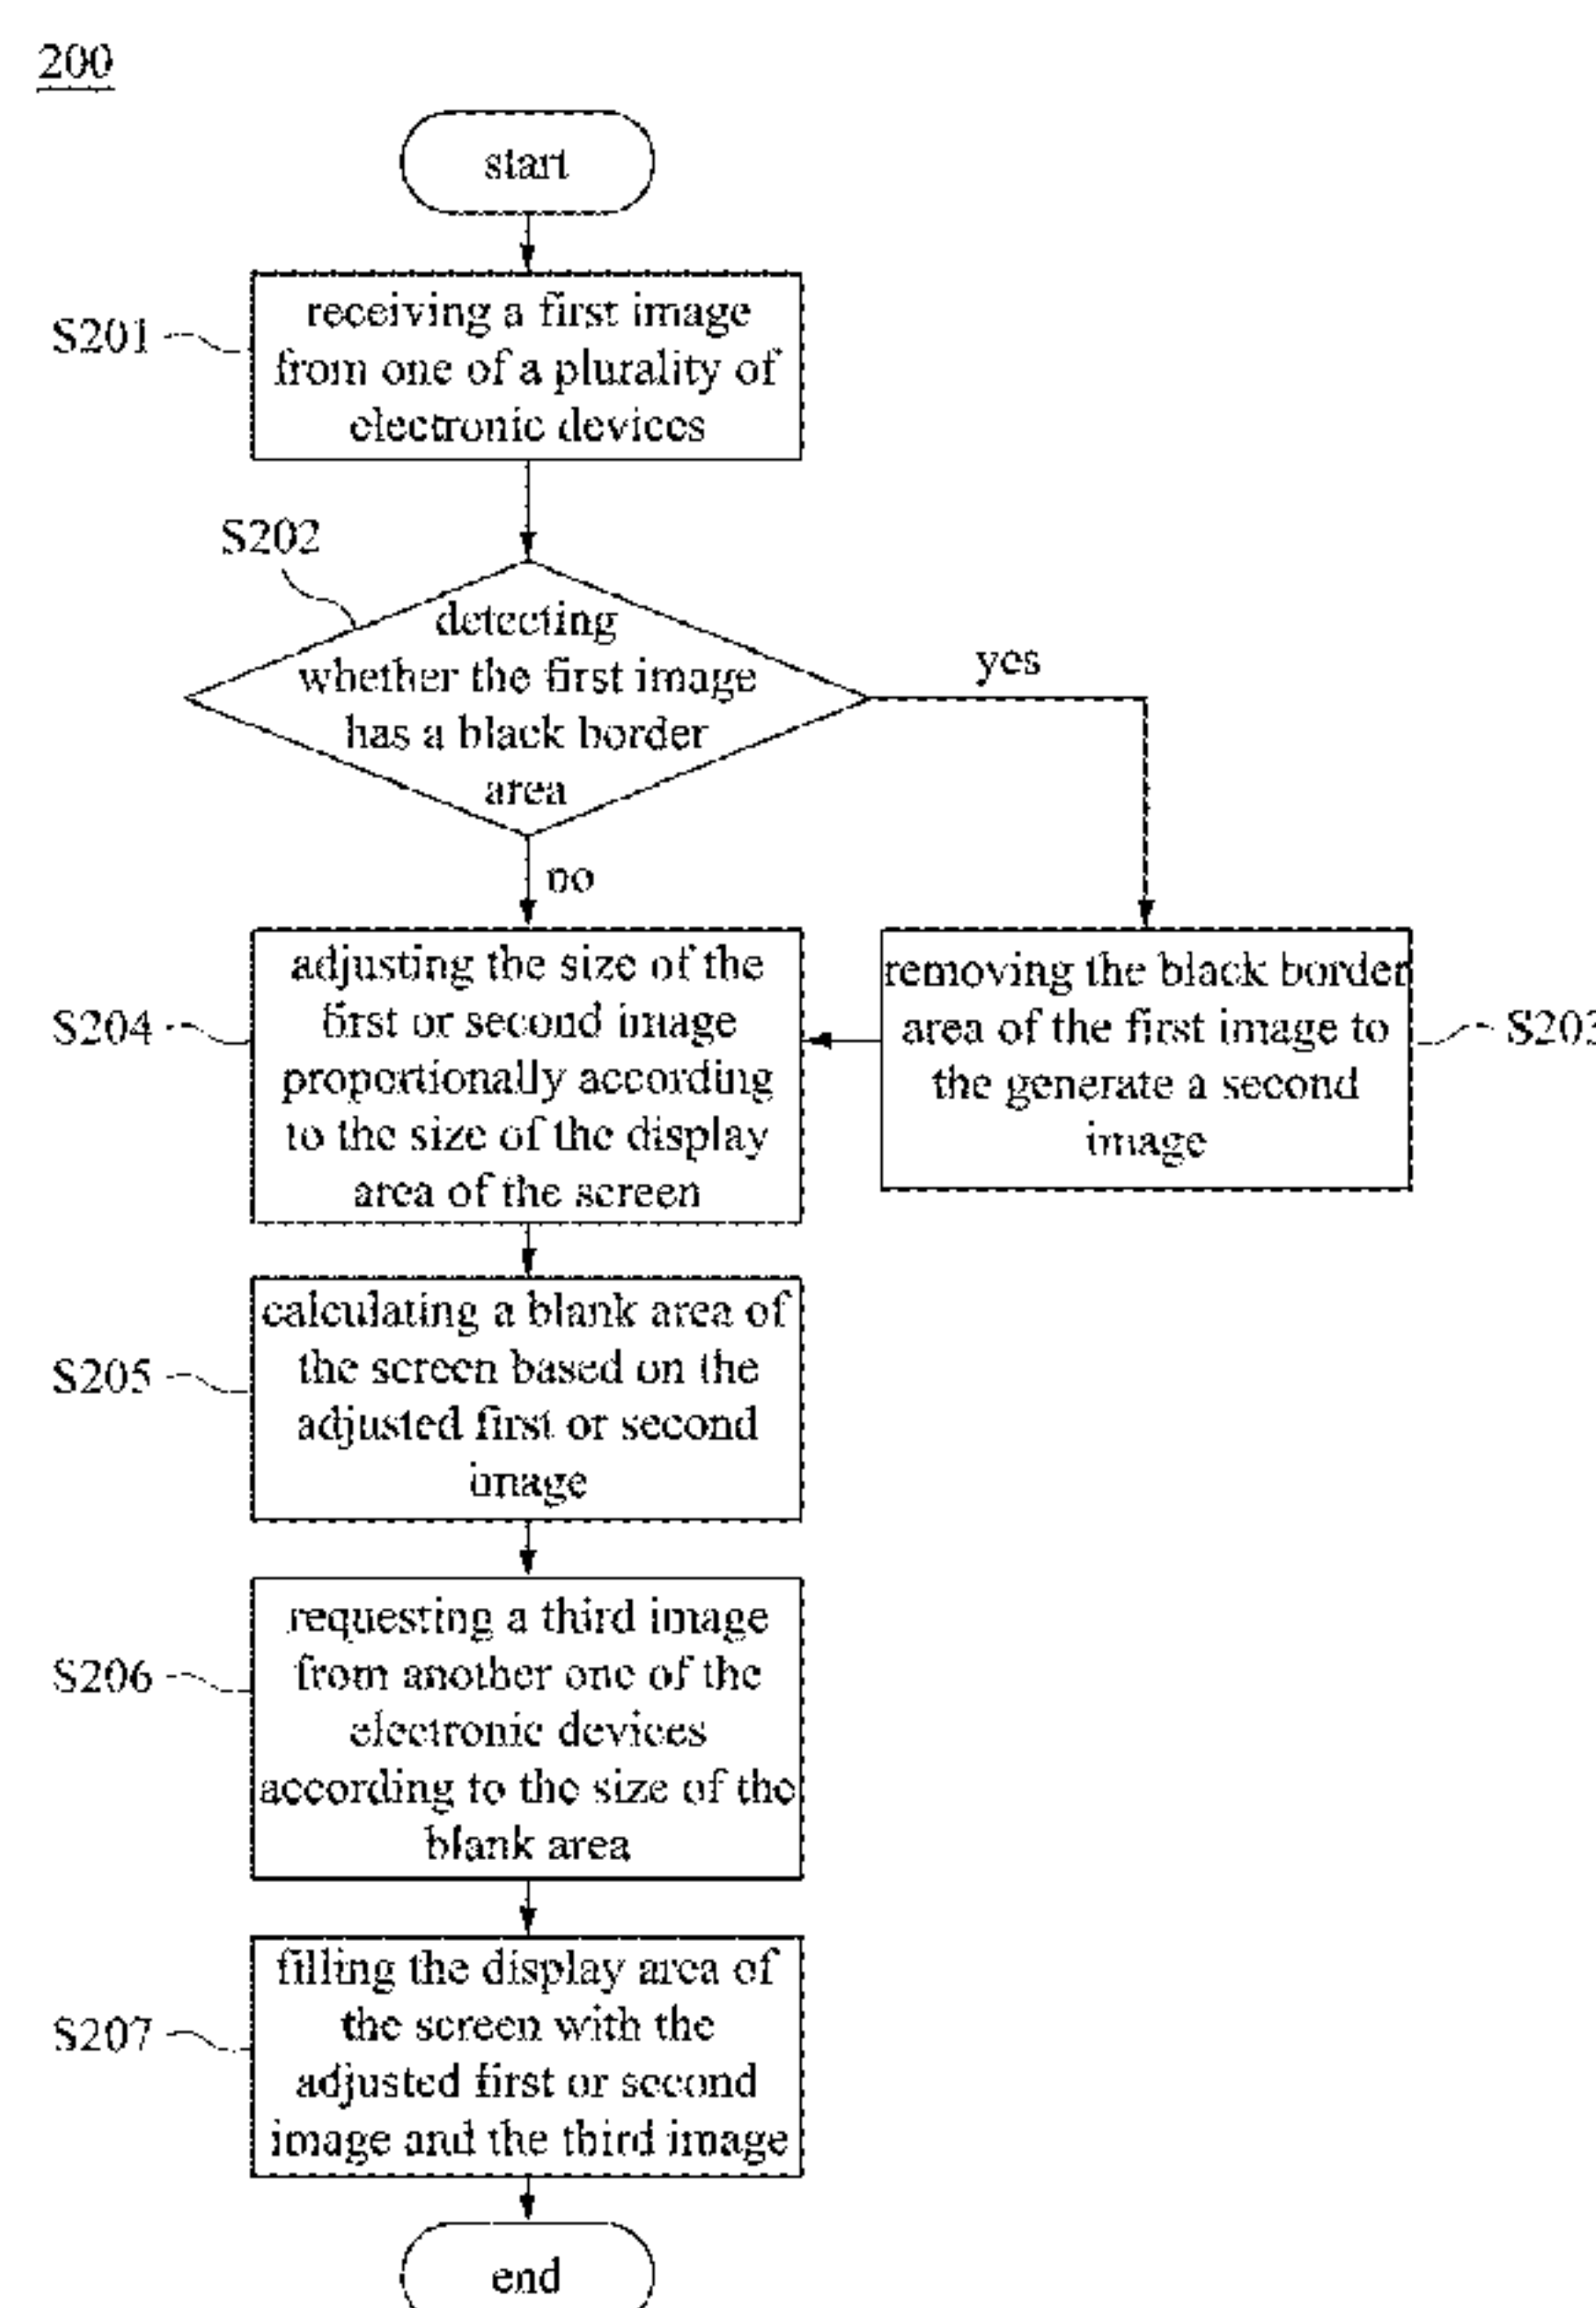 200
start
S201
receiving a first image
from one of a plurality of
electronic devices
S202
detecting
whether the first image
has a black border
area
yes
no
S204
adjusting the size of the
first or second image
proportionally according
to the size of the display
area of the screen
removing the black border
area of the first image to
the generate a second
image
S203
S205
calculating a blank area of
the screen based on the
adjusted first or second
image
S206
requesting a third image
from another one of the
electronic devices
according to the size of the
blank area
S207
filling the display area of
the screen with the
adjusted first or second
image and the third image
end